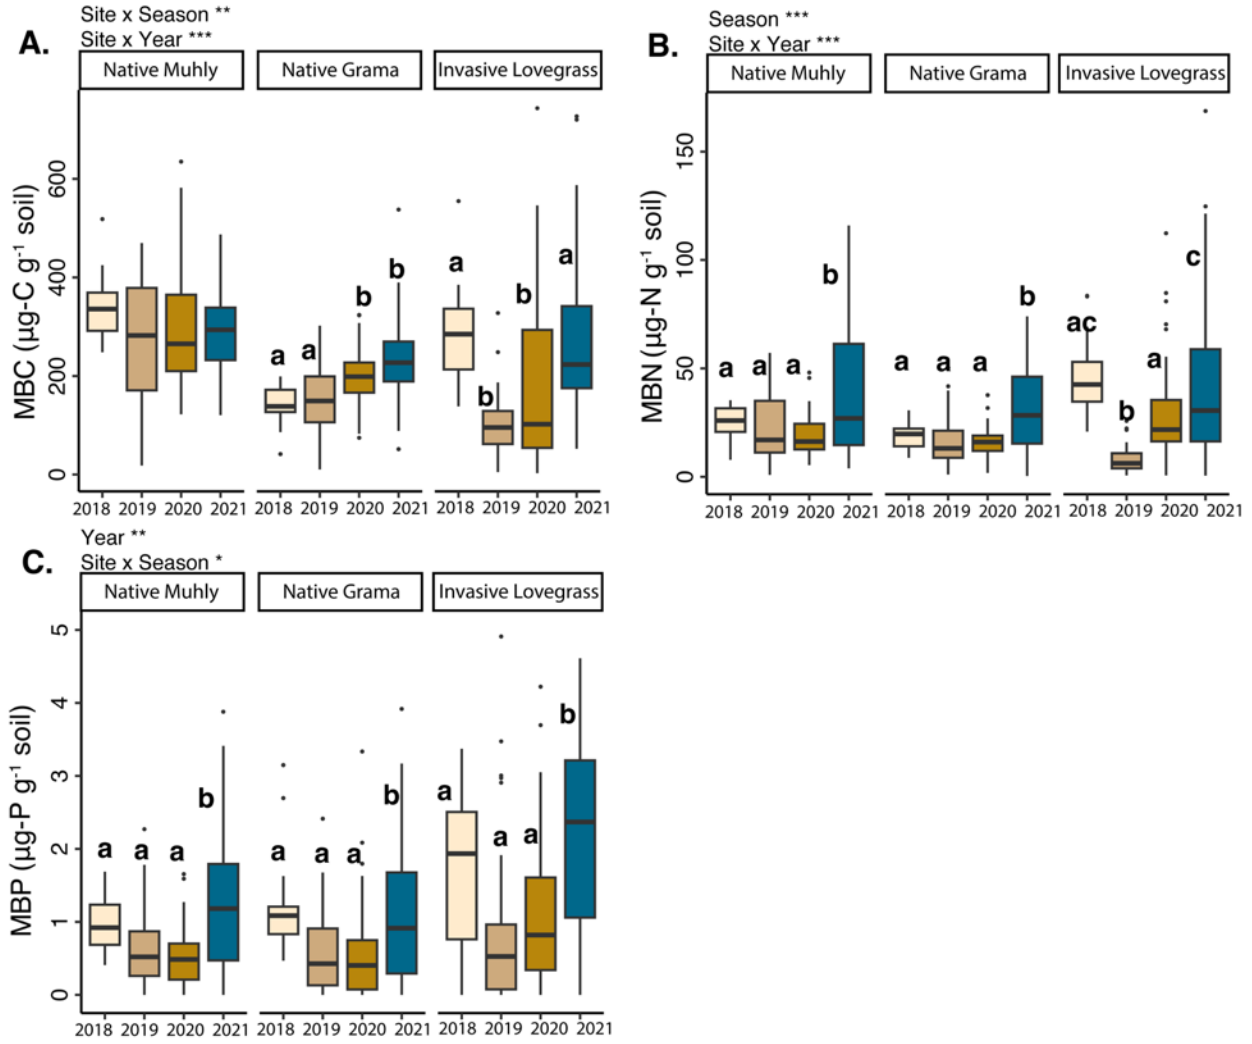 A.
Site x Season **
Site x Year ***
Native Muhly
Native Grama
Invasive Lovegrass
MBC (µg-C g⁻¹ soil)
600
400
200
0
a
a
b
b
a
b
b
a
2018 2019 2020 2021
2018 2019 2020 2021
2018 2019 2020 2021
B.
Season ***
Site x Year ***
Native Muhly
Native Grama
Invasive Lovegrass
MBN (µg-N g⁻¹ soil)
150
100
50
0
a
a
a
b
a
a
a
b
ac
b
a
c
2018 2019 2020 2021
2018 2019 2020 2021
2018 2019 2020 2021
C.
Year **
Site x Season *
Native Muhly
Native Grama
Invasive Lovegrass
MBP (µg-P g⁻¹ soil)
5
4
3
2
1
0
a
a
a
b
a
a
a
b
a
a
a
b
2018 2019 2020 2021
2018 2019 2020 2021
2018 2019 2020 2021